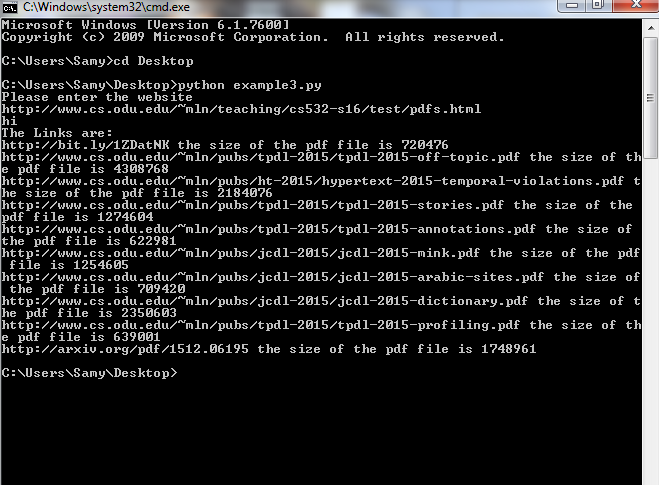 C:\Windows\system32\cmd.exe
Microsoft Windows [Version 6.1.7600]
Copyright (c) 2009 Microsoft Corporation.  All rights reserved.
C:\Users\Samy>cd Desktop
C:\Users\Samy\Desktop>python example3.py
Please enter the website
http://www.cs.odu.edu/~mln/teaching/cs532-s16/test/pdfs.html
hi
The Links are:
http://bit.ly/1ZDatNK the size of the pdf file is 720476
http://www.cs.odu.edu/~mln/pubs/tpdl-2015/tpdl-2015-off-topic.pdf the size of th
e pdf file is 4308768
http://www.cs.odu.edu/~mln/pubs/ht-2015/hypertext-2015-temporal-violations.pdf t
he size of the pdf file is 2184076
http://www.cs.odu.edu/~mln/pubs/tpdl-2015/tpdl-2015-stories.pdf the size of the
pdf file is 1274604
http://www.cs.odu.edu/~mln/pubs/tpdl-2015/tpdl-2015-annotations.pdf the size of
the pdf file is 622981
http://www.cs.odu.edu/~mln/pubs/jcdl-2015/jcdl-2015-mink.pdf the size of the pdf
 file is 1254605
http://www.cs.odu.edu/~mln/pubs/jcdl-2015/jcdl-2015-arabic-sites.pdf the size of
 the pdf file is 709420
http://www.cs.odu.edu/~mln/pubs/jcdl-2015/jcdl-2015-dictionary.pdf the size of t
he pdf file is 2350603
http://www.cs.odu.edu/~mln/pubs/tpdl-2015/tpdl-2015-profiling.pdf the size of th
e pdf file is 639001
http://arxiv.org/pdf/1512.06195 the size of the pdf file is 1748961
C:\Users\Samy\Desktop>